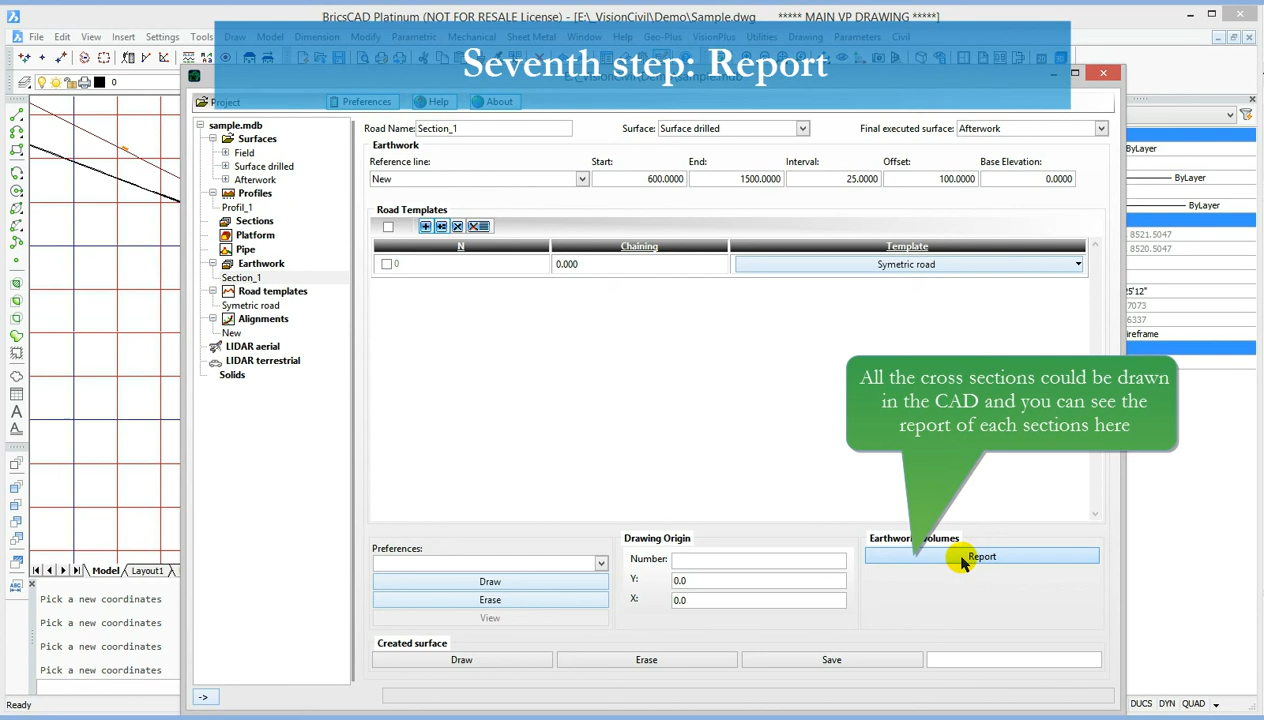 BricsCAD Platinum (NOT FOR RESALE License) - [E:\_VisionCivil\Demo\Sample.dwg ***** MAIN VP DRAWING *****]
File Edit View Insert Settings Tools Draw Dimension Modify Parametric Mechanical Sheet Metal BIM Window Help Geo-Vision VisionPlus Utilities Drawing Parameters Civil
Seventh step: Report
0
Project Preferences Help About
sample.mdb
Surfaces
Field
Surface drilled
Afterwork
Profiles
Profil_1
Sections
Platform
Pipe
Earthwork
Section_1
Road templates
Symetric road
Alignments
New
LIDAR aerial
LIDAR terrestrial
Solids
Road Name: Section_1 Surface: Surface drilled Final executed surface: Afterwork
Earthwork
Reference line: Start: End: Interval: Offset: Base Elevation:
New 600.0000 1500.0000 25.0000 100.0000 0.0000
Road Templates
N Chaining Template
0 0.000 Symetric road
All the cross sections could be drawn
in the CAD and you can see the
report of each sections here
Preferences:
Draw
Erase
View
Drawing Origin
Number:
Y: 0.0
X: 0.0
Earthwork Volumes
Report
Created surface
Draw Erase Save
->
ByLayer
ByLayer
ByLayer
8521.5047
8520.5047
25'12"
7073
6337
ireframe
Model Layout1
Pick a new coordinates
Pick a new coordinates
Pick a new coordinates
Pick a new coordinates
Ready
DUCS DYN QUAD